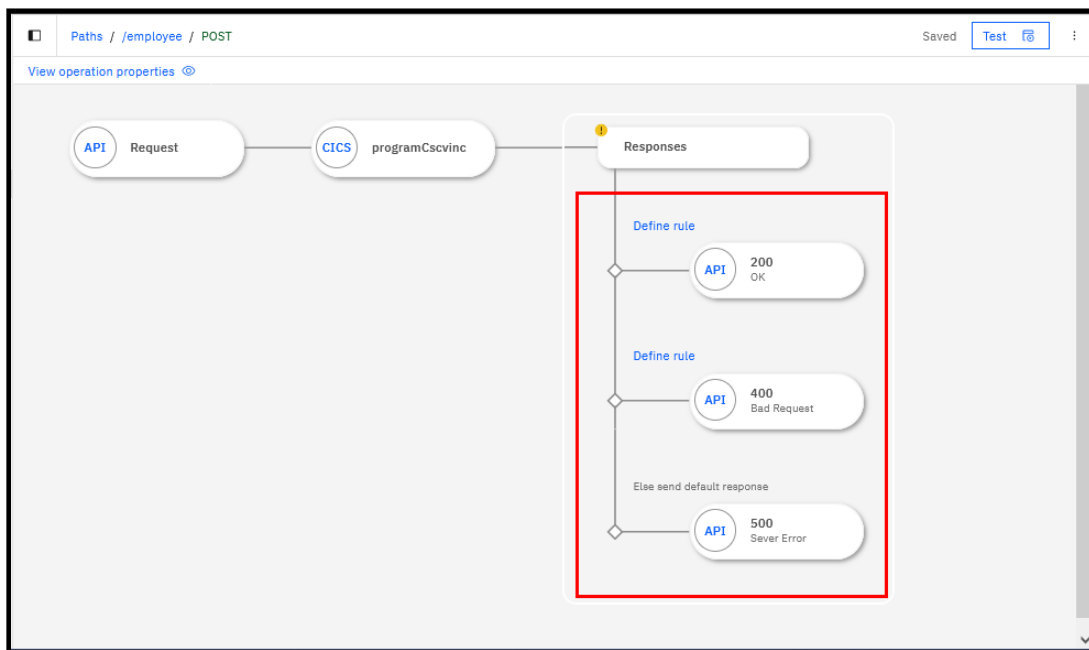 Paths / /employee / POST
Saved
Test
View operation properties
API
Request
CICS
programCscvinc
!
Responses
Define rule
API
200
OK
Define rule
API
400
Bad Request
Else send default response
API
500
Sever Error